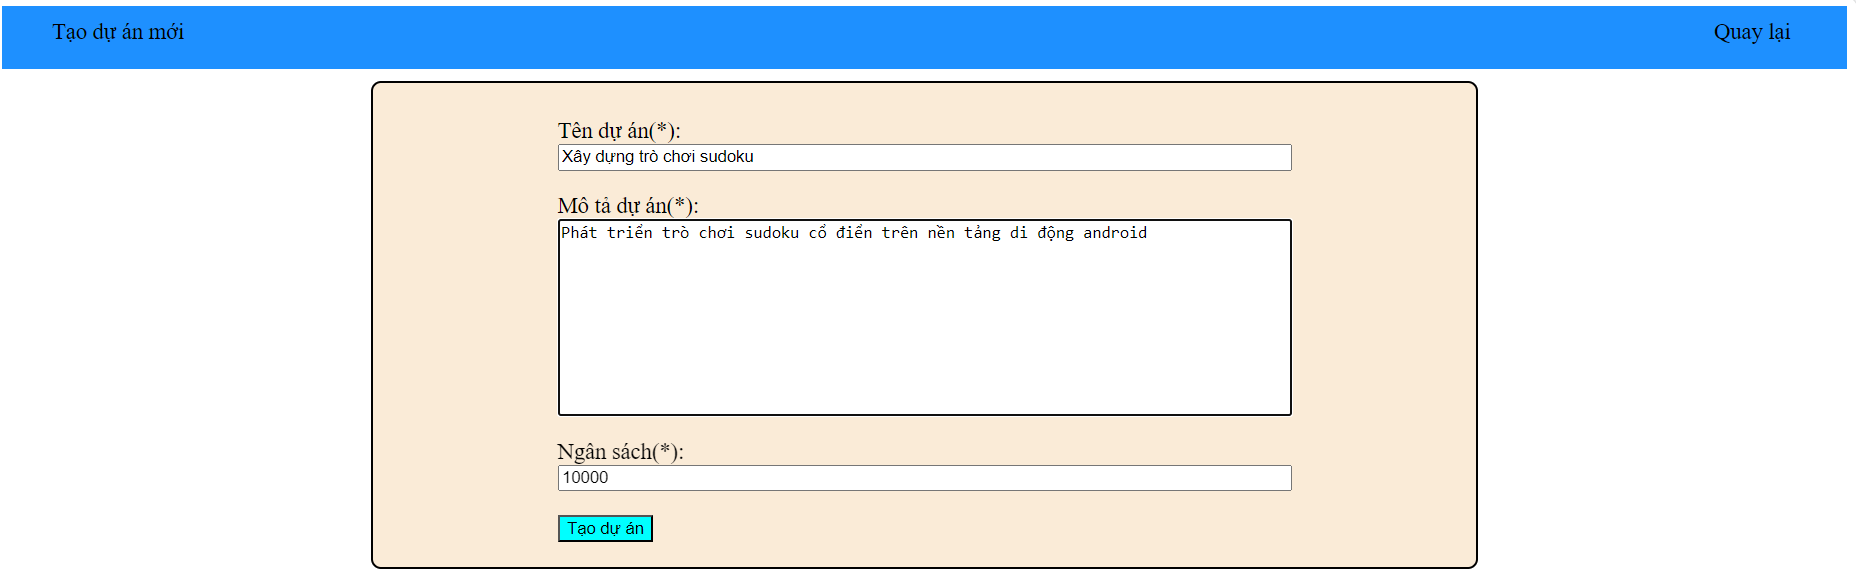 Tạo dự án mới
Quay lại
Tên dự án(*):
Xây dựng trò chơi sudoku
Mô tả dự án(*):
Phát triển trò chơi sudoku cổ điển trên nền tảng di động android
Ngân sách(*):
10000
Tạo dự án